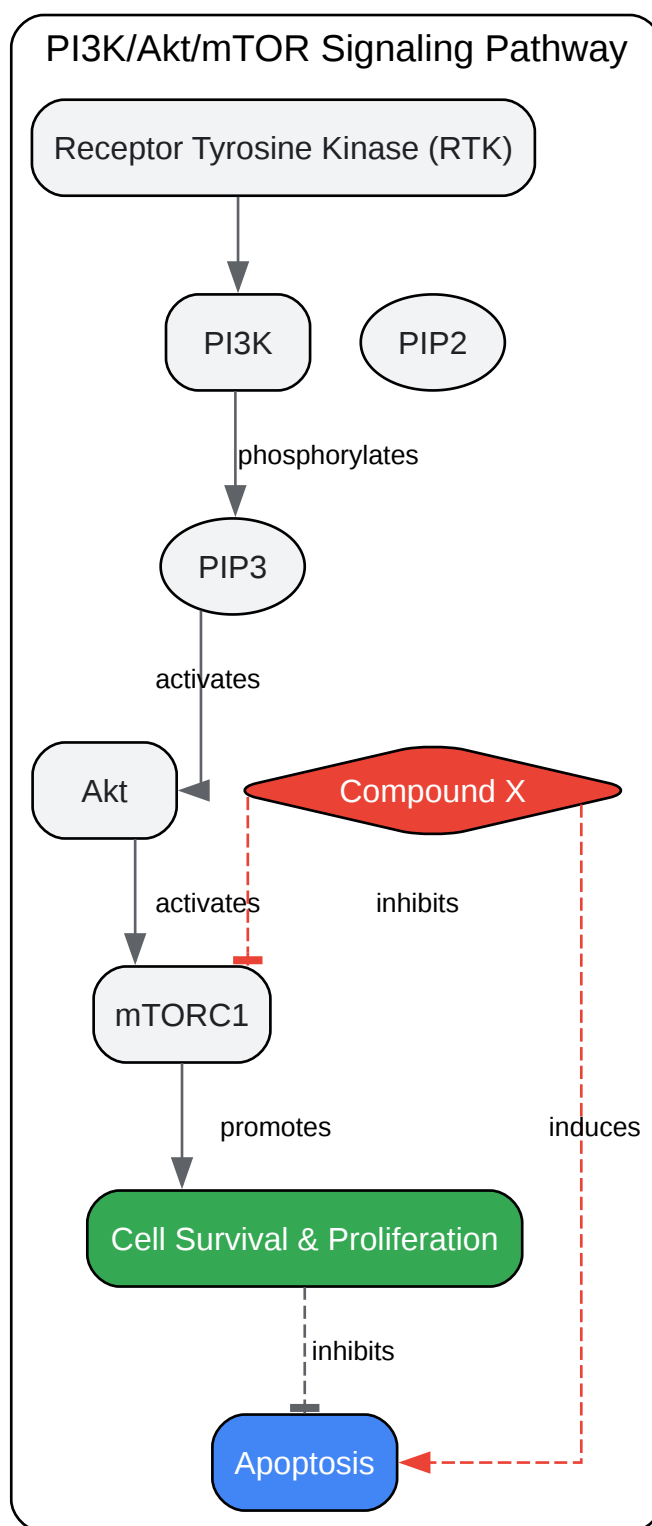 PI3K/Akt/mTOR Signaling Pathway
Receptor Tyrosine Kinase (RTK)
PI3K
PIP2
phosphorylates
PIP3
activates
Akt
Compound X
activates
inhibits
mTORC1
promotes
induces
Cell Survival & Proliferation
inhibits
Apoptosis